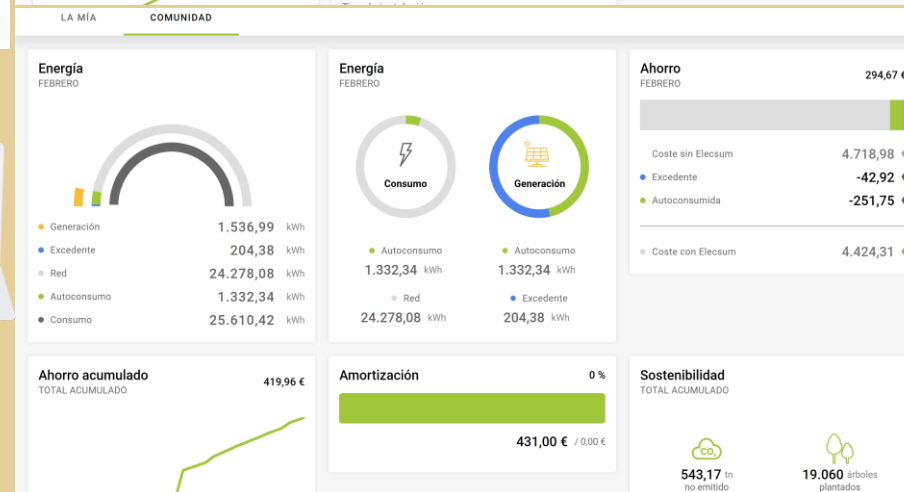 LA MÍA COMUNIDAD
Energía
FEBRERO
Generación 1.536,99 kWh
Excedente 204,38 kWh
Red 24.278,08 kWh
Autoconsumo 1.332,34 kWh
Consumo 25.610,42 kWh
Energía
FEBRERO
Consumo
Generación
Autoconsumo
1.332,34 kWh
Red
24.278,08 kWh
Autoconsumo
1.332,34 kWh
Excedente
204,38 kWh
Ahorro
FEBRERO
294,67 €
Coste sin Elecsum 4.718,98 €
Excedente -42,92 €
Autoconsumida -251,75 €
Coste con Elecsum 4.424,31 €
Ahorro acumulado
TOTAL ACUMULADO
419,96 €
Amortización 0 %
431,00 € / 0,00 €
Sostenibilidad
TOTAL ACUMULADO
CO₂
543,17 tn
no emitido
19.060 árboles
plantados